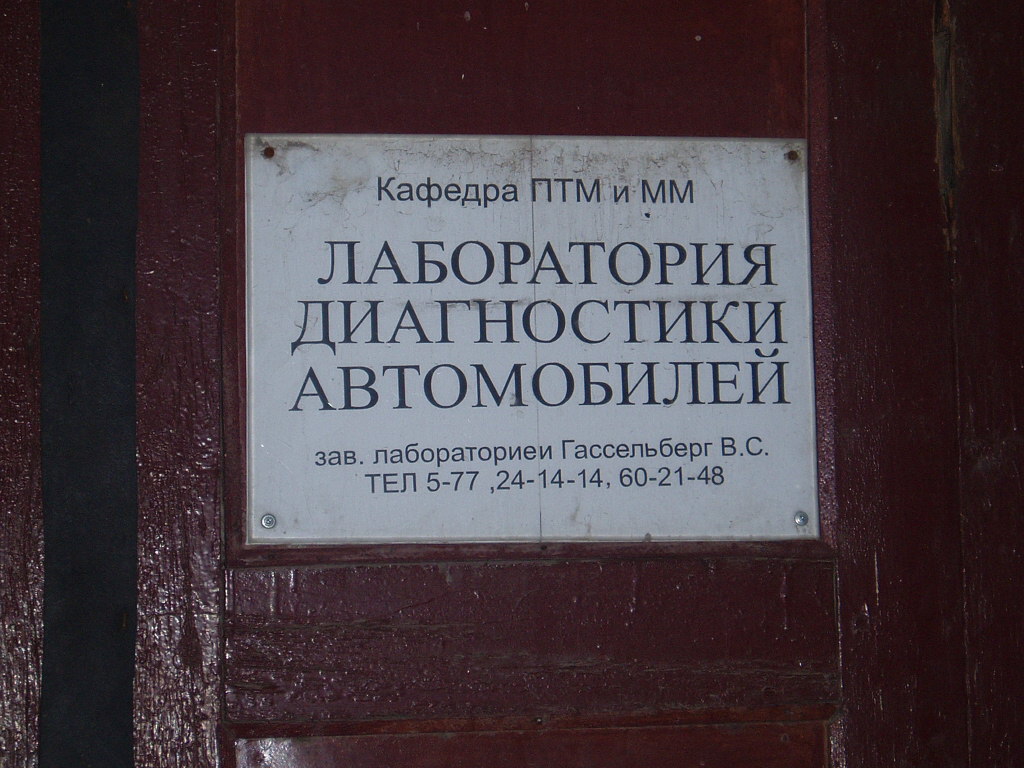 Кафедра ПТМ и ММ
ЛАБОРАТОРИЯ
ДИАГНОСТИКИ
АВТОМОБИЛЕЙ
зав. лабораториеи Гассельберг В.С.
ТЕЛ 5-77 ,24-14-14, 60-21-48